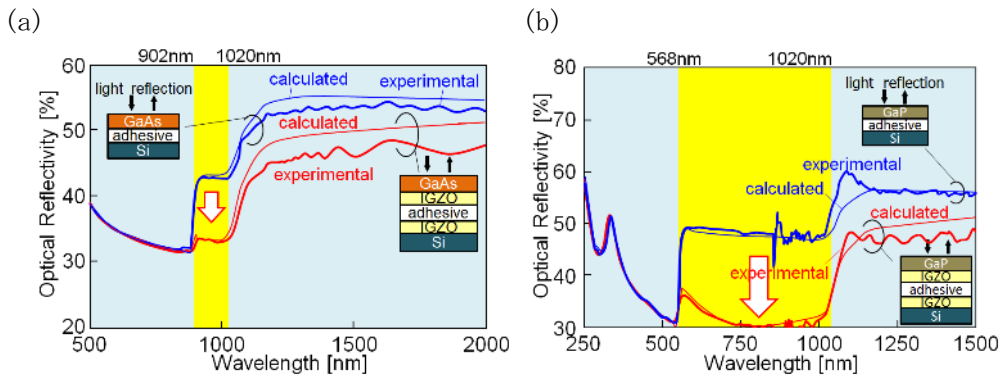 (a)
902nm 1020nm
60
50
40
30
20
Optical Reflectivity [%]
500 1000 1500 2000
Wavelength [nm]
light reflection
GaAs
adhesive
Si
calculated
experimental
calculated
experimental
GaAs
IGZO
adhesive
IGZO
Si
(b)
568nm 1020nm
80
70
60
50
40
30
Optical Reflectivity [%]
250 500 750 1000 1250 1500
Wavelength [nm]
light reflection
GaP
adhesive
Si
experimental
calculated
calculated
experimental
GaP
IGZO
adhesive
IGZO
Si